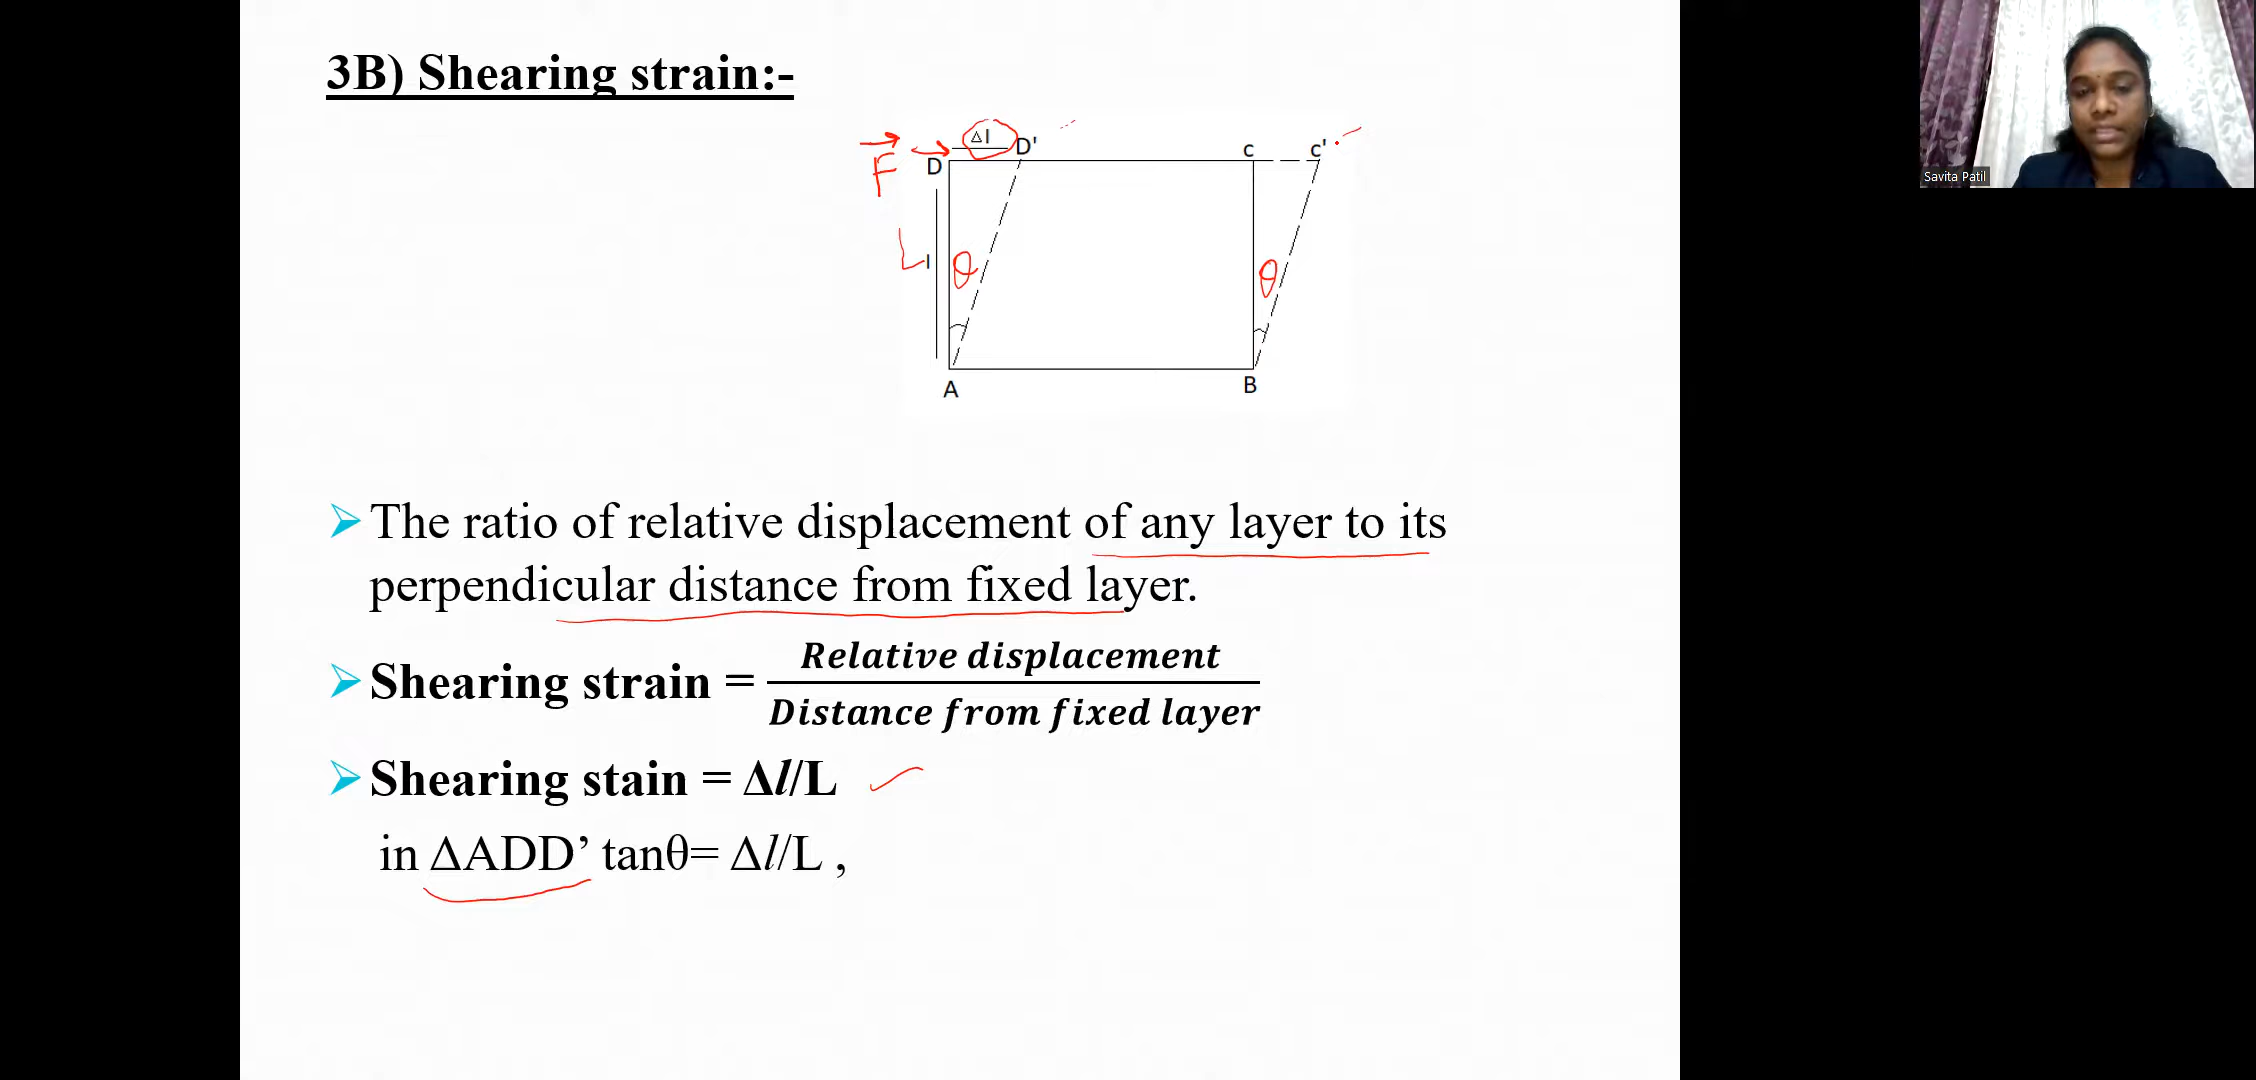 3B) Shearing strain:-
Δl
D'
c
c'
F
D
L
l
θ
θ
A
B
Savita Patil
The ratio of relative displacement of any layer to its
perpendicular distance from fixed layer.
Shearing strain = Relative displacement / Distance from fixed layer
Shearing stain = Δl/L
in ΔADD’ tanθ= Δl/L ,